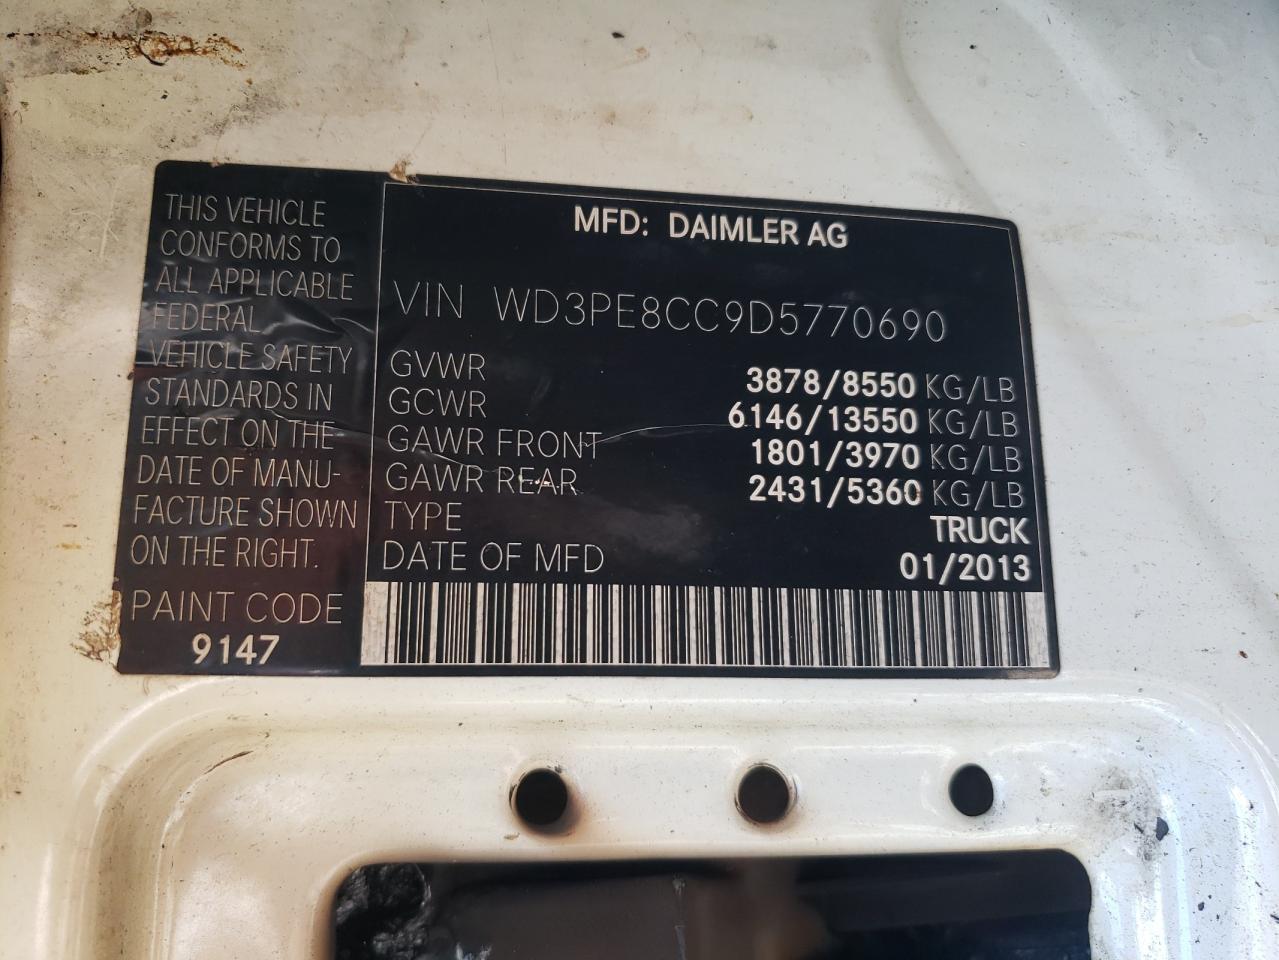 THIS VEHICLE
CONFORMS TO
ALL APPLICABLE
FEDERAL
VEHICLE SAFETY
STANDARDS IN
EFFECT ON THE
DATE OF MANU-
FACTURE SHOWN
ON THE RIGHT.
PAINT CODE
9147
MFD: DAIMLER AG
VIN WD3PE8CC9D5770690
GVWR 3878/8550 KG/LB
GCWR 6146/13550 KG/LB
GAWR FRONT 1801/3970 KG/LB
GAWR REAR 2431/5360 KG/LB
TYPE TRUCK
DATE OF MFD 01/2013